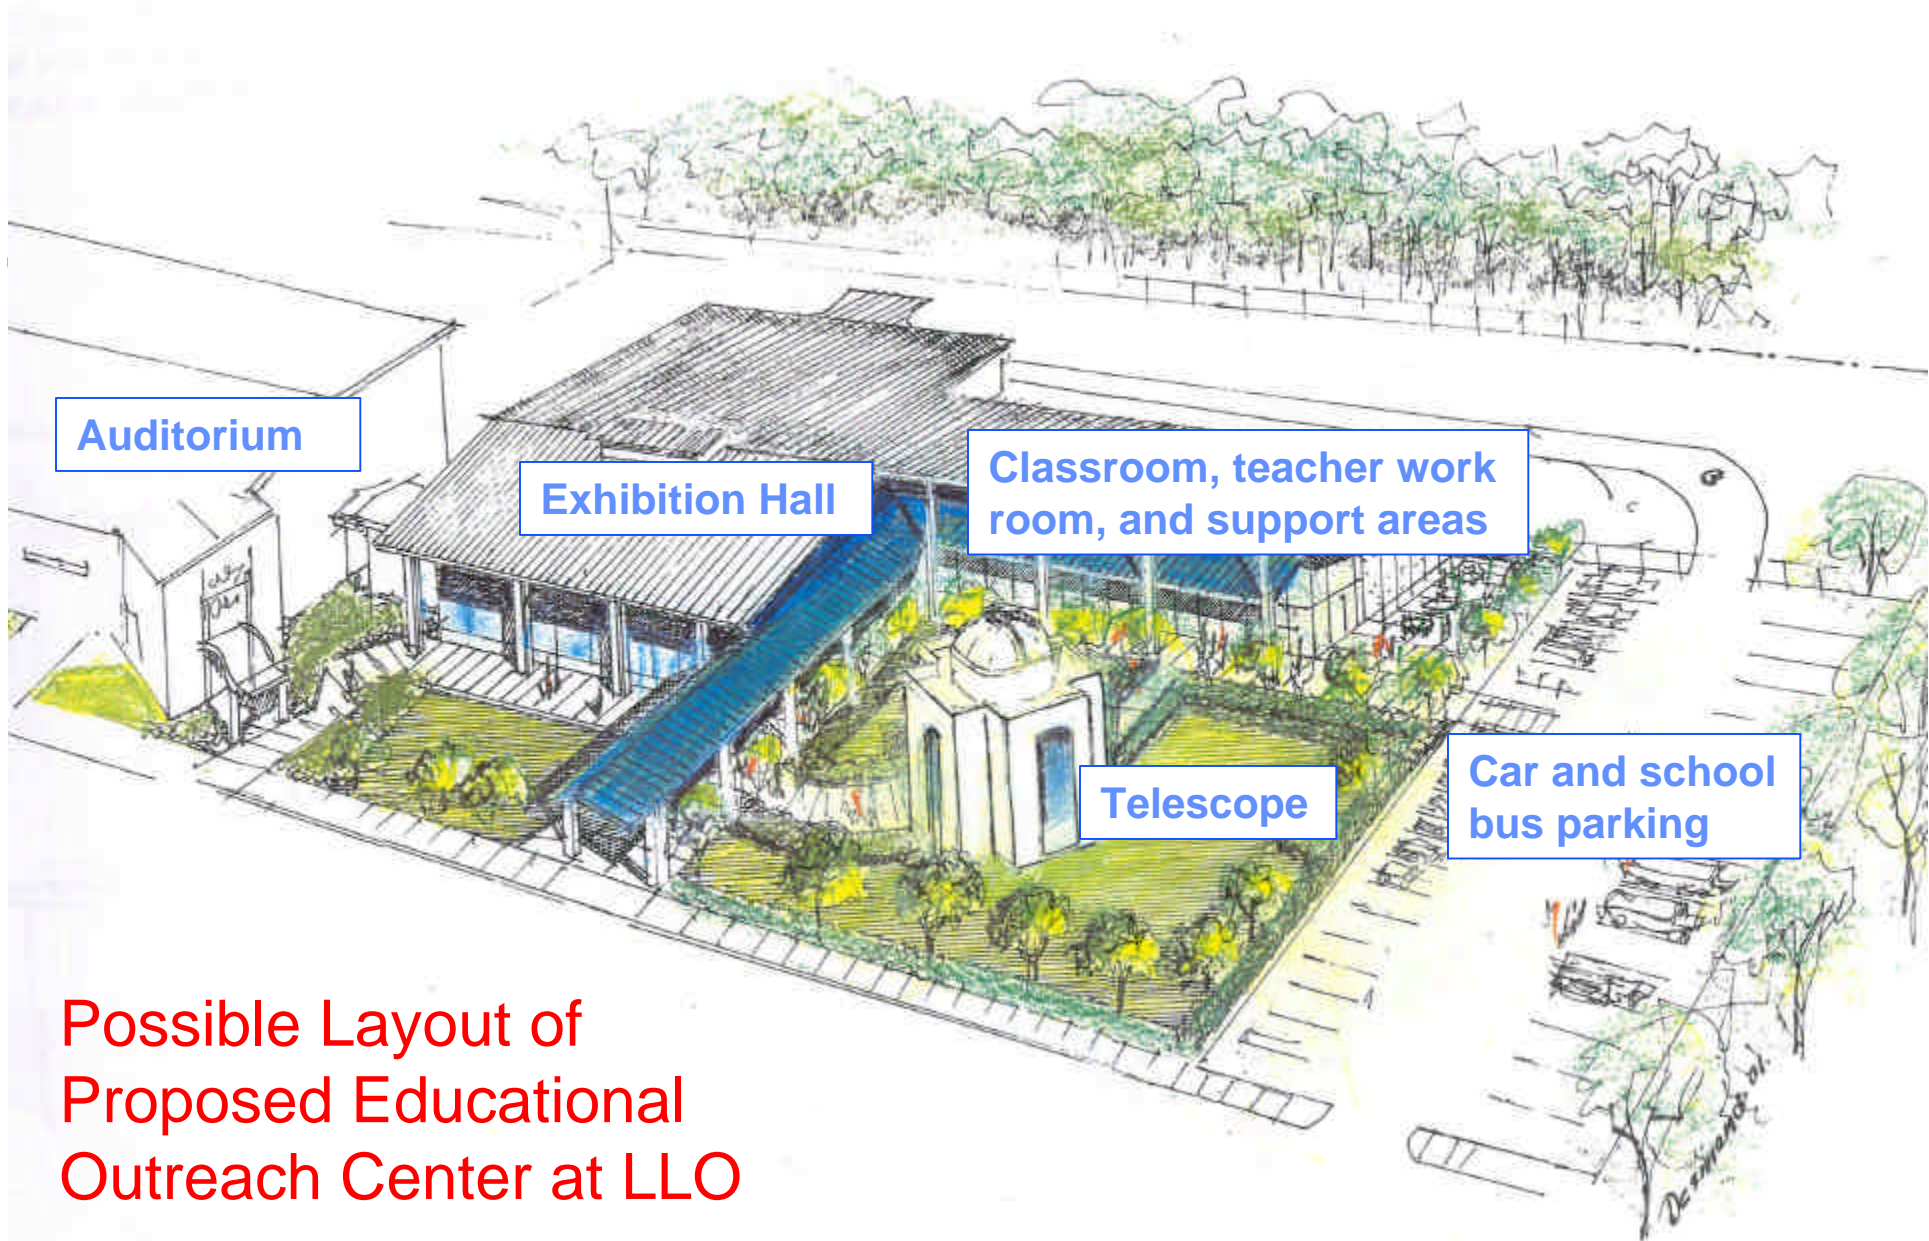 Auditorium
Exhibition Hall
Classroom, teacher work
room, and support areas
Telescope
Car and school
bus parking
Possible Layout of
Proposed Educational
Outreach Center at LLO